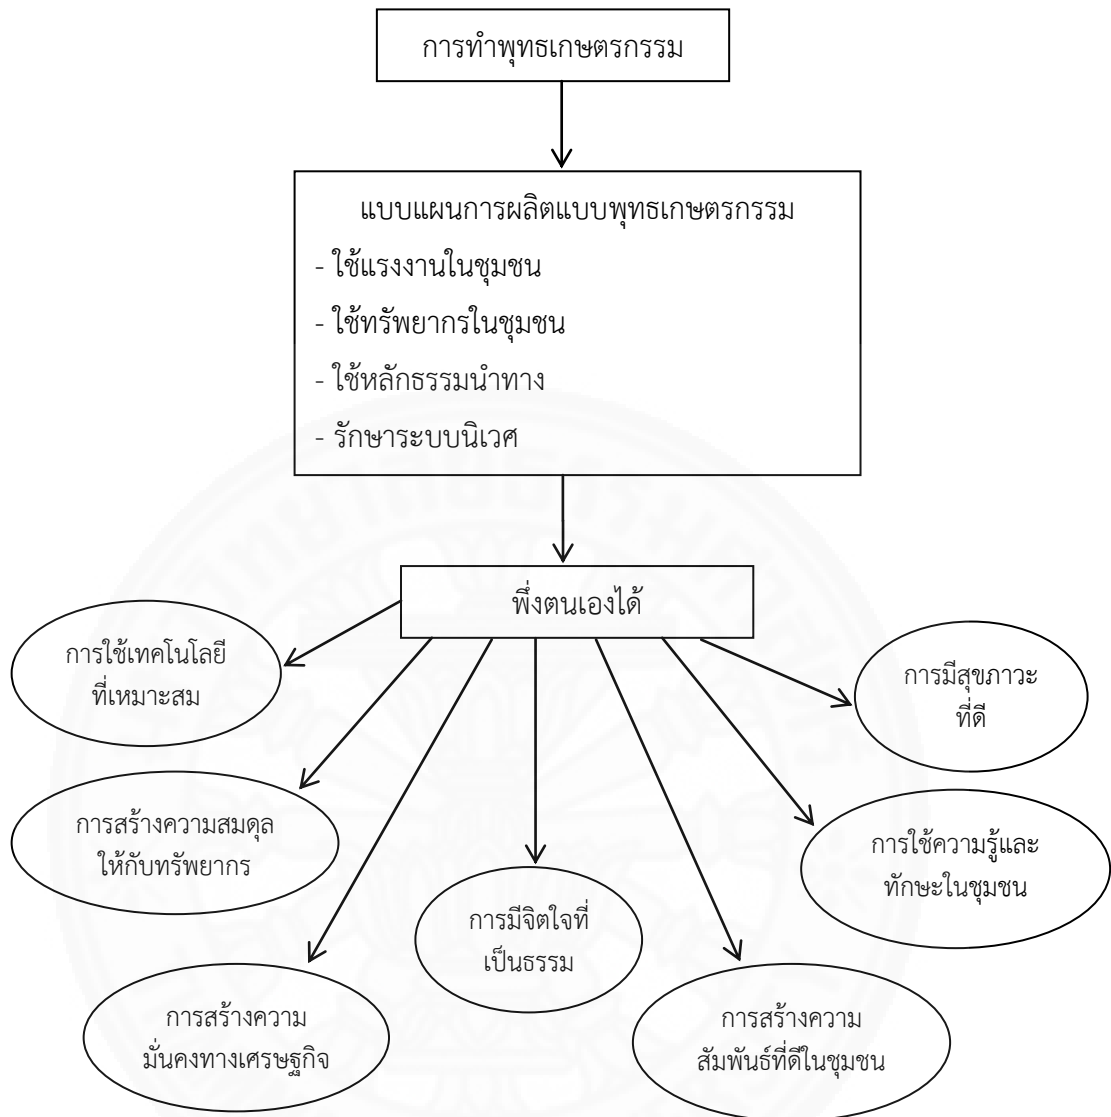 การทำพุทธเกษตรกรรม
แบบแผนการผลิตแบบพุทธเกษตรกรรม
- ใช้แรงงานในชุมชน
- ใช้ทรัพยากรในชุมชน
- ใช้หลักธรรมนำทาง
- รักษาระบบนิเวศ
พึ่งตนเองได้
การใช้เทคโนโลยี
ที่เหมาะสม
การมีสุขภาวะ
ที่ดี
การสร้างความสมดุล
ให้กับทรัพยากร
การใช้ความรู้และ
ทักษะในชุมชน
การมีจิตใจที่
เป็นธรรม
การสร้างความ
มั่นคงทางเศรษฐกิจ
การสร้างความ
สัมพันธ์ที่ดีในชุมชน